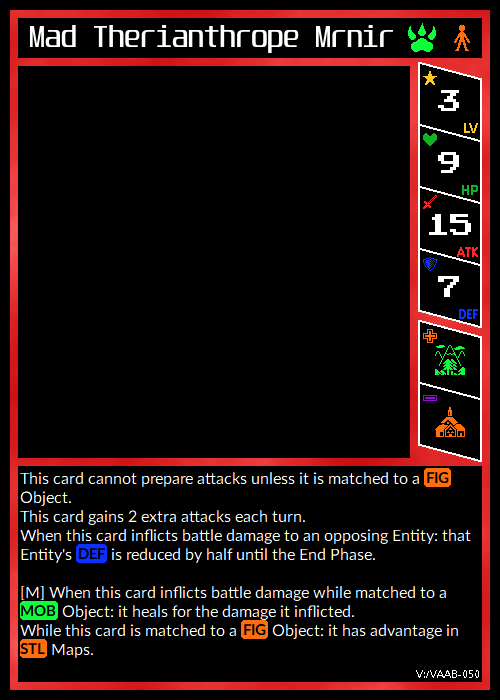 Mad Therianthrope Mrnir
3
LV
9
HP
15
ATK
7
DEF
This card cannot prepare attacks unless it is matched to a FIG
Object.
This card gains 2 extra attacks each turn.
When this card inflicts battle damage to an opposing Entity: that
Entity's DEF is reduced by half until the End Phase.
[M] When this card inflicts battle damage while matched to a
MOB Object: it heals for the damage it inflicted.
While this card is matched to a FIG Object: it has advantage in
STL Maps.
V:/VAAB-050